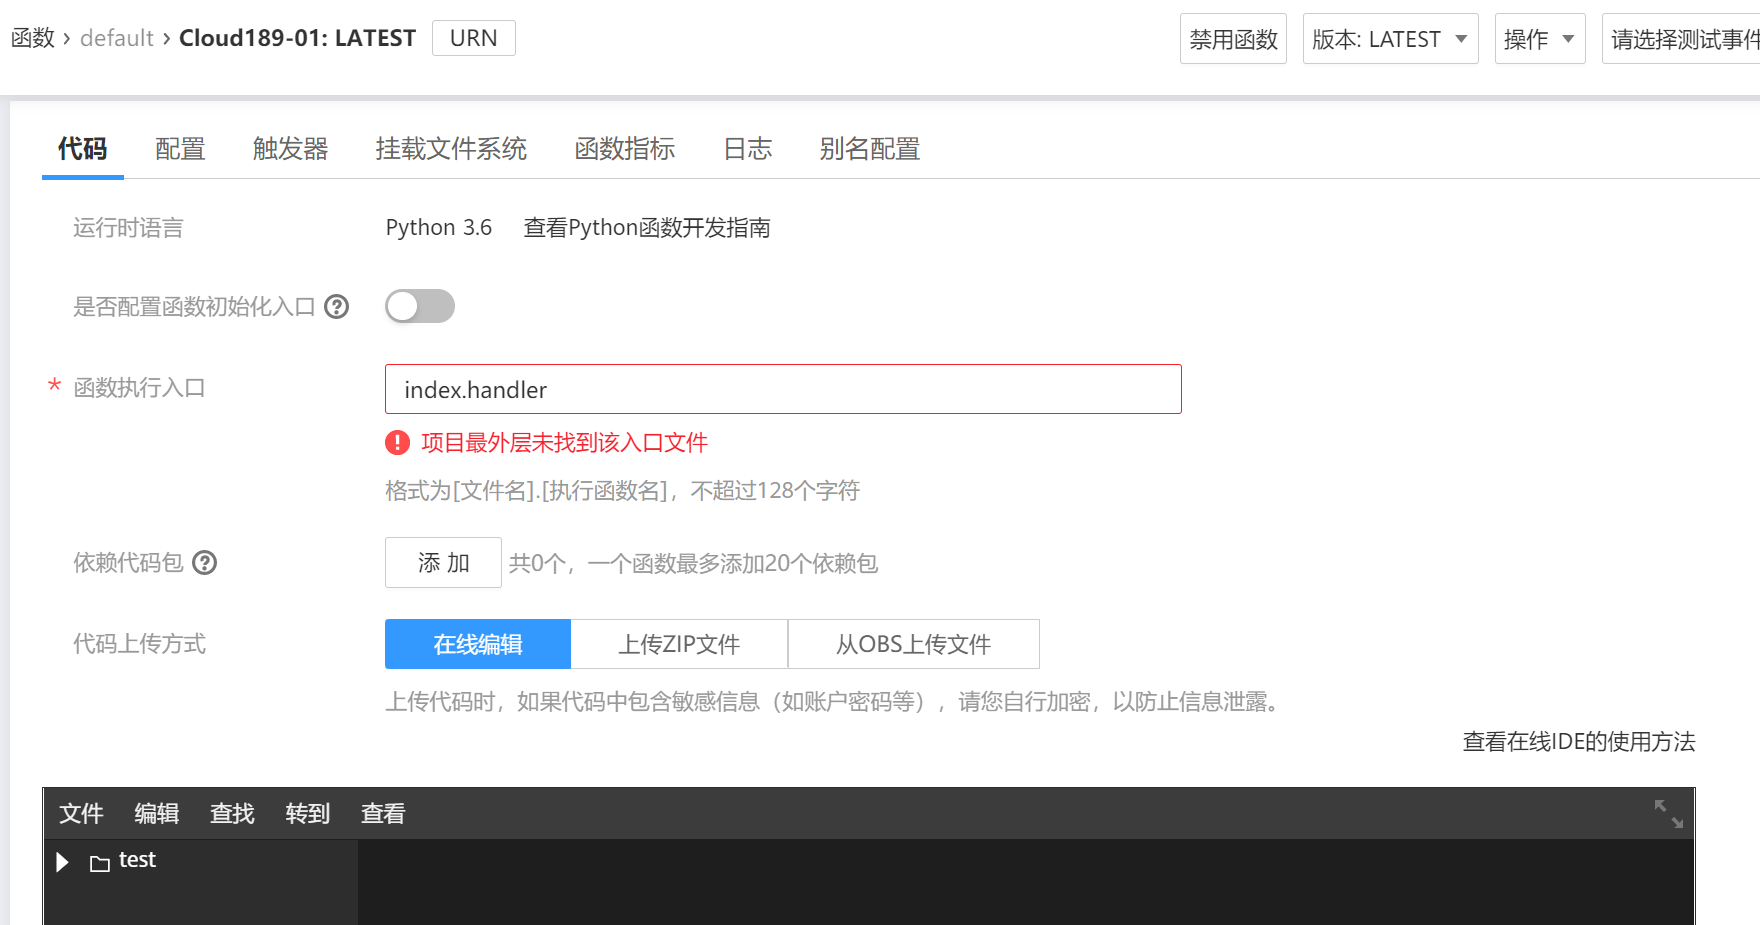 函数 › default › Cloud189-01: LATEST URN 禁用函数 版本: LATEST 操作 请选择测试事件
代码 配置 触发器 挂载文件系统 函数指标 日志 别名配置
运行时语言 Python 3.6 查看Python函数开发指南
是否配置函数初始化入口 ?
* 函数执行入口 index.handler
项目最外层未找到该入口文件
格式为[文件名].[执行函数名]，不超过128个字符
依赖代码包 ? 添 加 共0个，一个函数最多添加20个依赖包
代码上传方式 在线编辑 上传ZIP文件 从OBS上传文件
上传代码时，如果代码中包含敏感信息（如账户密码等），请您自行加密，以防止信息泄露。
查看在线IDE的使用方法
文件 编辑 查找 转到 查看
test